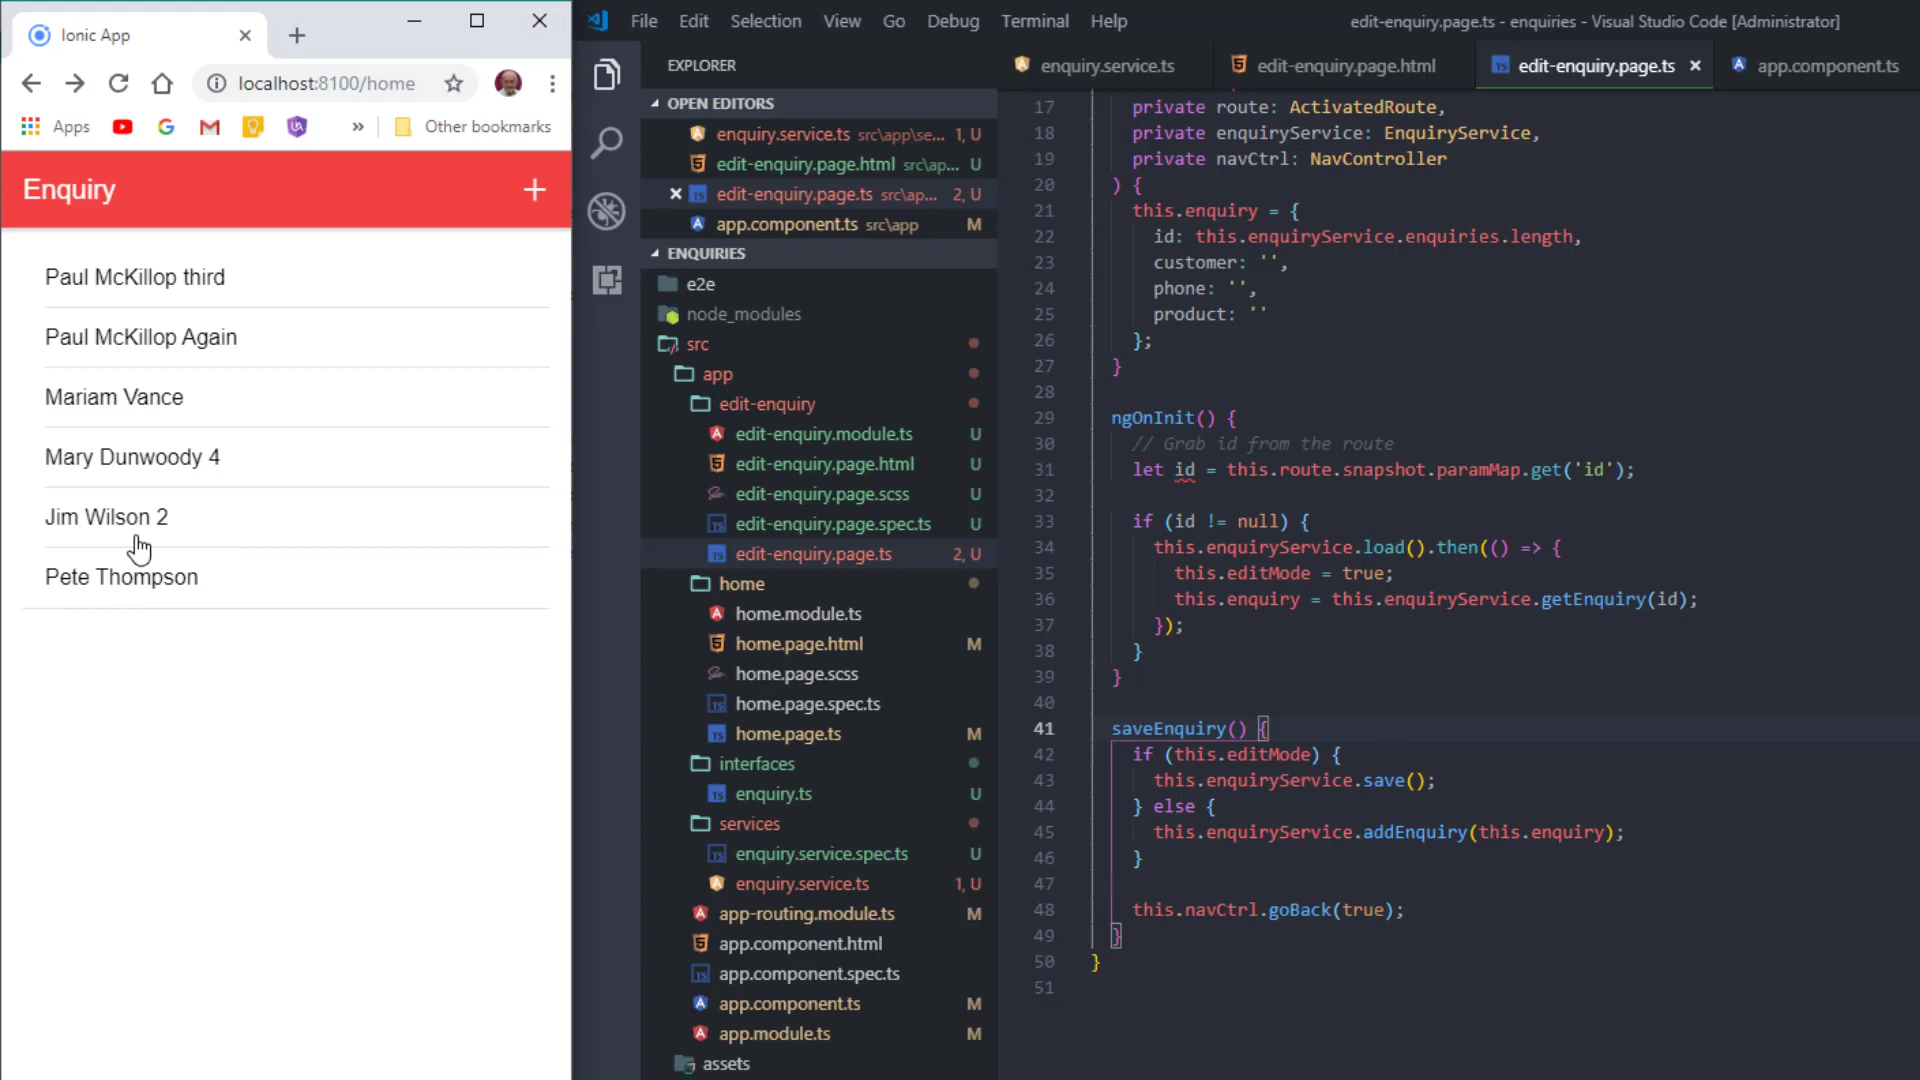 Ionic App
localhost:8100/home
Apps
»
Other bookmarks
Enquiry
Paul McKillop third
Paul McKillop Again
Mariam Vance
Mary Dunwoody 4
Jim Wilson 2
Pete Thompson
File Edit Selection View Go Debug Terminal Help
edit-enquiry.page.ts - enquiries - Visual Studio Code [Administrator]
EXPLORER
OPEN EDITORS
enquiry.service.ts src\app\se... 1, U
edit-enquiry.page.html src\ap... U
edit-enquiry.page.ts src\ap... 2, U
app.component.ts src\app M
ENQUIRIES
e2e
node_modules
src
app
edit-enquiry
edit-enquiry.module.ts U
edit-enquiry.page.html U
edit-enquiry.page.scss U
edit-enquiry.page.spec.ts U
edit-enquiry.page.ts 2, U
home
home.module.ts
home.page.html M
home.page.scss
home.page.spec.ts
home.page.ts M
interfaces
enquiry.ts U
services
enquiry.service.spec.ts U
enquiry.service.ts 1, U
app-routing.module.ts M
app.component.html
app.component.spec.ts
app.component.ts M
app.module.ts M
assets
enquiry.service.ts
edit-enquiry.page.html
edit-enquiry.page.ts
app.component.ts
17 private route: ActivatedRoute,
18 private enquiryService: EnquiryService,
19 private navCtrl: NavController
20 ) {
21 this.enquiry = {
22 id: this.enquiryService.enquiries.length,
23 customer: '',
24 phone: '',
25 product: ''
26 };
27 }
28
29 ngOnInit() {
30 // Grab id from the route
31 let id = this.route.snapshot.paramMap.get('id');
32
33 if (id != null) {
34 this.enquiryService.load().then(() => {
35 this.editMode = true;
36 this.enquiry = this.enquiryService.getEnquiry(id);
37 });
38 }
39 }
40
41 saveEnquiry() {
42 if (this.editMode) {
43 this.enquiryService.save();
44 } else {
45 this.enquiryService.addEnquiry(this.enquiry);
46 }
47
48 this.navCtrl.goBack(true);
49 }
50 }
51